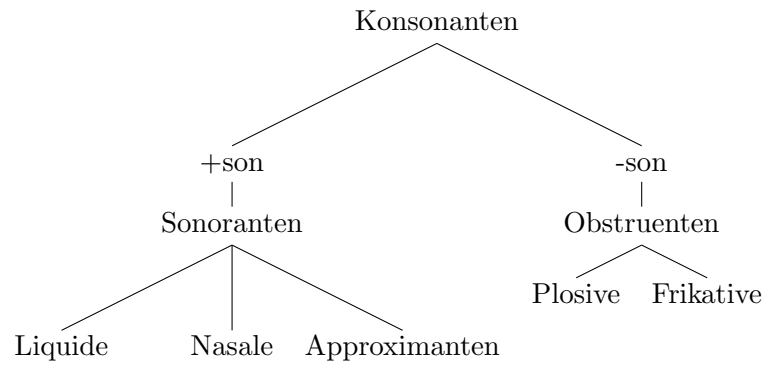 Konsonanten
+son -son
Sonoranten Obstruenten
Plosive Frikative
Liquide Nasale Approximanten